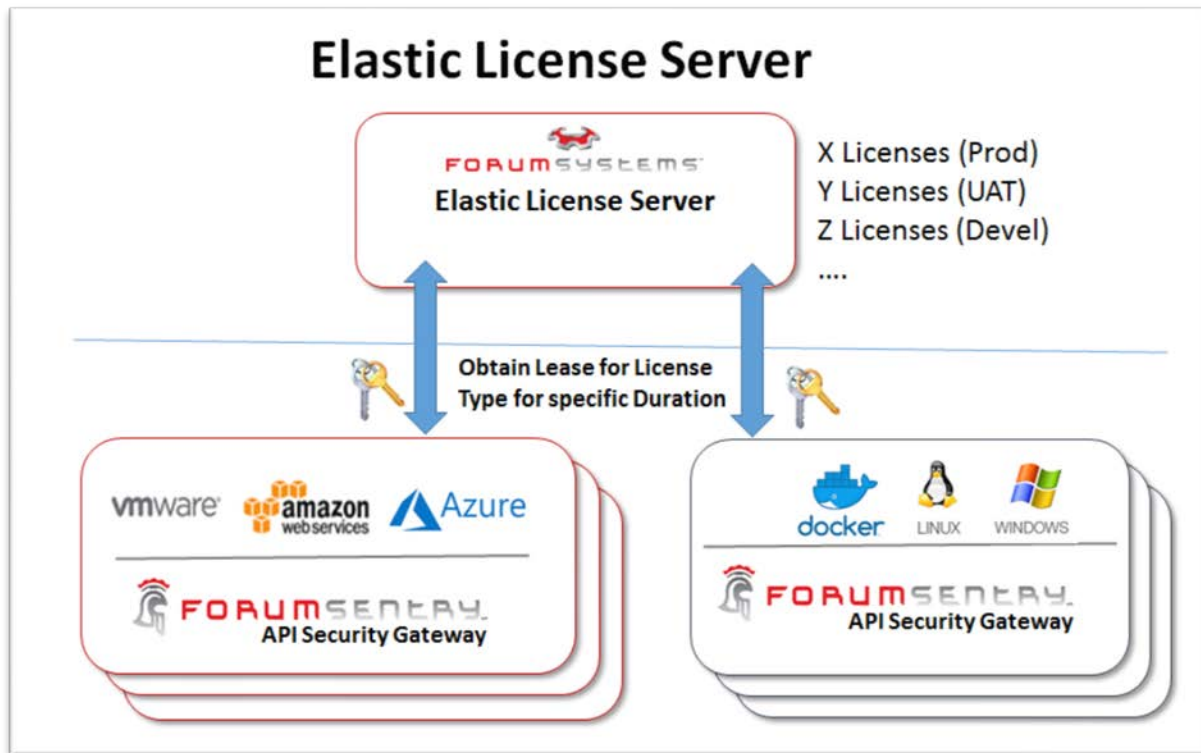 Elastic License Server
FORUMSYSTEMS
Elastic License Server
X Licenses (Prod)
Y Licenses (UAT)
Z Licenses (Devel)
....
Obtain Lease for License
Type for specific Duration
vmware
amazon
webservices
Azure
FORUMSENTRY
API Security Gateway
docker
LINUX
WINDOWS
FORUMSENTRY
API Security Gateway